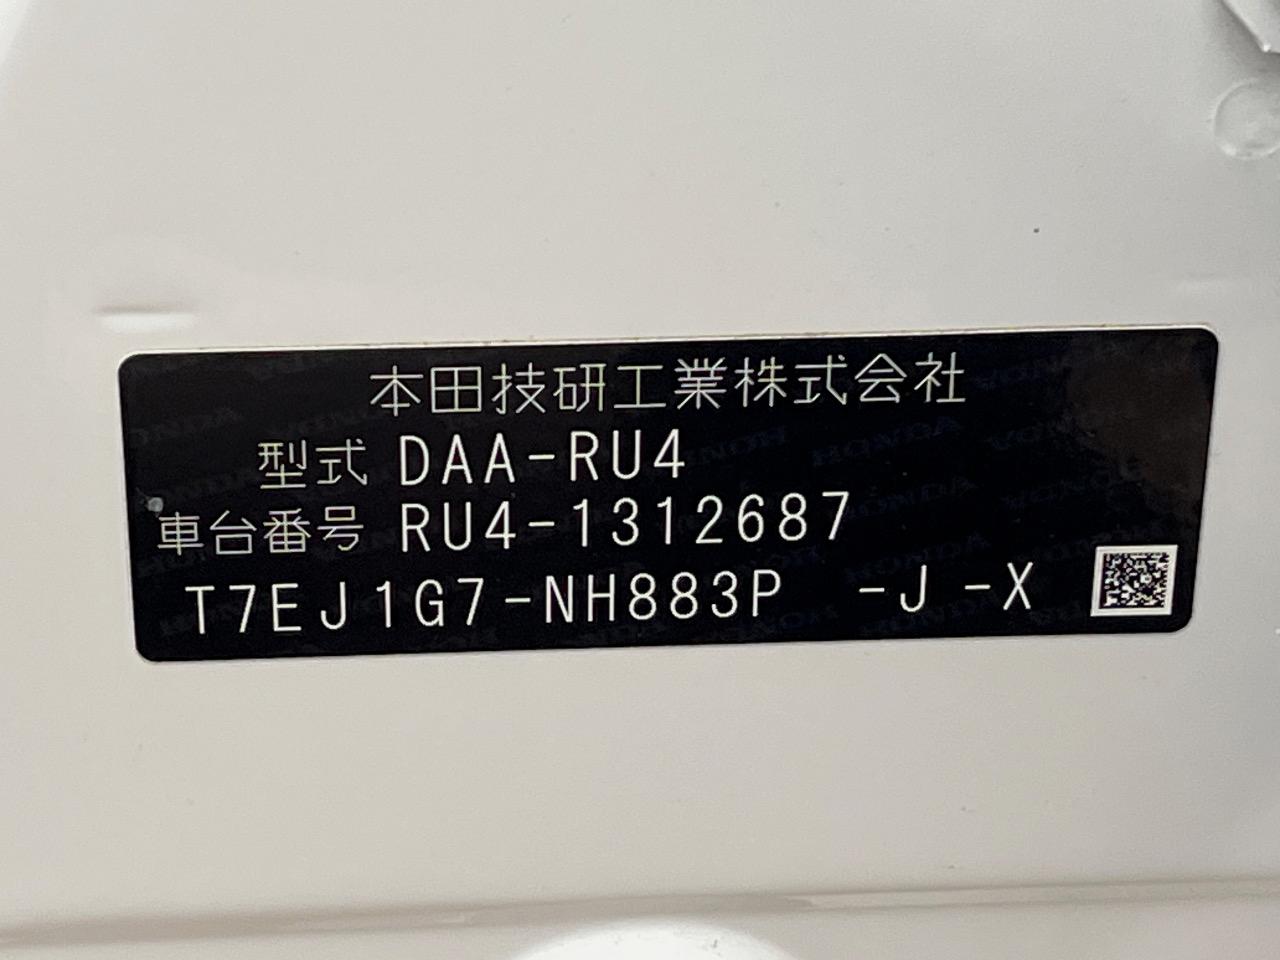 本田技研工業株式会社
型式 DAA-RU4
車台番号 RU4-1312687
T7EJ1G7-NH883P -J -X